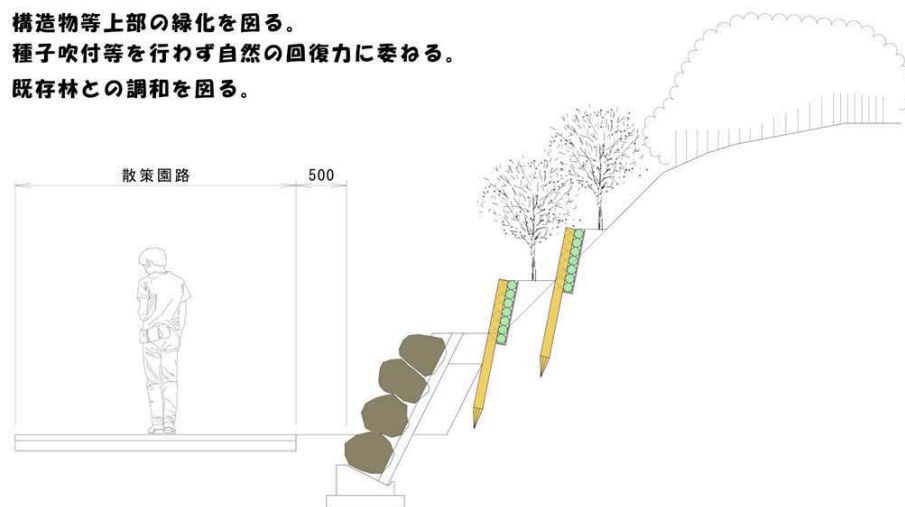 構造物等上部の緑化を図る。
種子吹付等を行わず自然の回復力に委ねる。
既存林との調和を図る。
散策園路
500